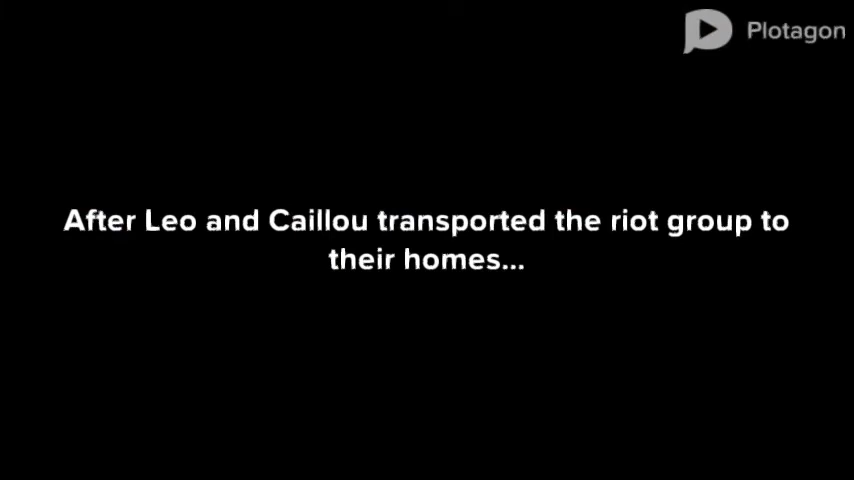 Plotagon
After Leo and Caillou transported the riot group to
their homes...